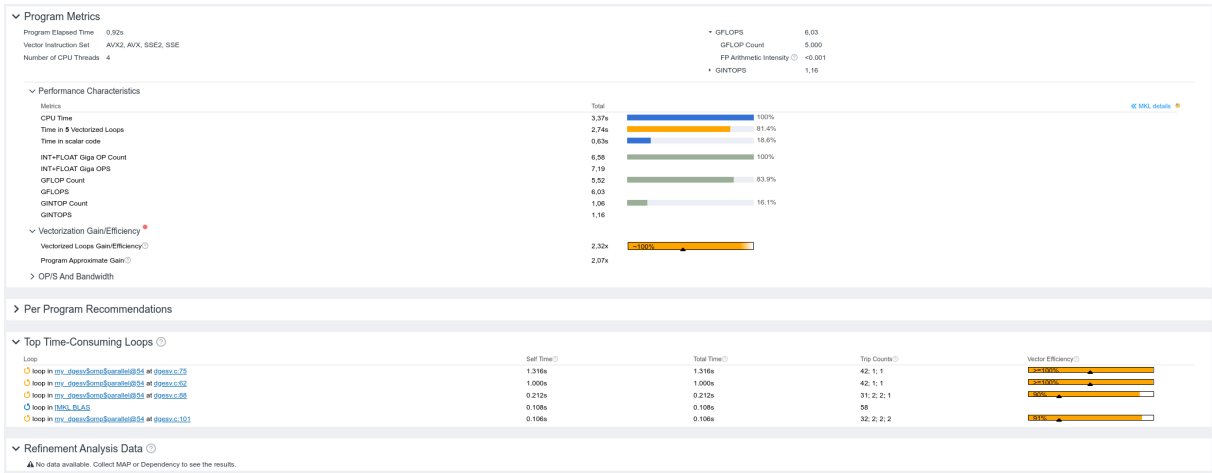 Program Metrics
Program Elapsed Time 0,92s
Vector Instruction Set AVX2, AVX, SSE2, SSE
Number of CPU Threads 4
GFLOPS 6,03
GFLOP Count 5.000
FP Arithmetic Intensity <0.001
GINTOPS 1,16
Performance Characteristics
Metrics Total MKL details
CPU Time 3,37s 100%
Time in 5 Vectorized Loops 2,74s 81.4%
Time in scalar code 0,63s 18.6%
INT+FLOAT Giga OP Count 6,58 100%
INT+FLOAT Giga OPS 7,19
GFLOP Count 5,52 83.9%
GFLOPS 6,03
GINTOP Count 1,06 16.1%
GINTOPS 1,16
Vectorization Gain/Efficiency
Vectorized Loops Gain/Efficiency 2,32x ~100%
Program Approximate Gain 2,07x
OP/S And Bandwidth
Per Program Recommendations
Top Time-Consuming Loops
Loop Self Time Total Time Trip Counts Vector Efficiency
loop in my_dgesv$omp$parallel@54 at dgesv.c:75 1.316s 1.316s 42; 1; 1 >=100%
loop in my_dgesv$omp$parallel@54 at dgesv.c:62 1.000s 1.000s 42; 1; 1 >=100%
loop in my_dgesv$omp$parallel@54 at dgesv.c:88 0.212s 0.212s 31; 2; 2; 1 90%
loop in [MKL BLAS 0.108s 0.108s 58
loop in my_dgesv$omp$parallel@54 at dgesv.c:101 0.106s 0.106s 32; 2; 2; 2 91%
Refinement Analysis Data
No data available. Collect MAP or Dependency to see the results.